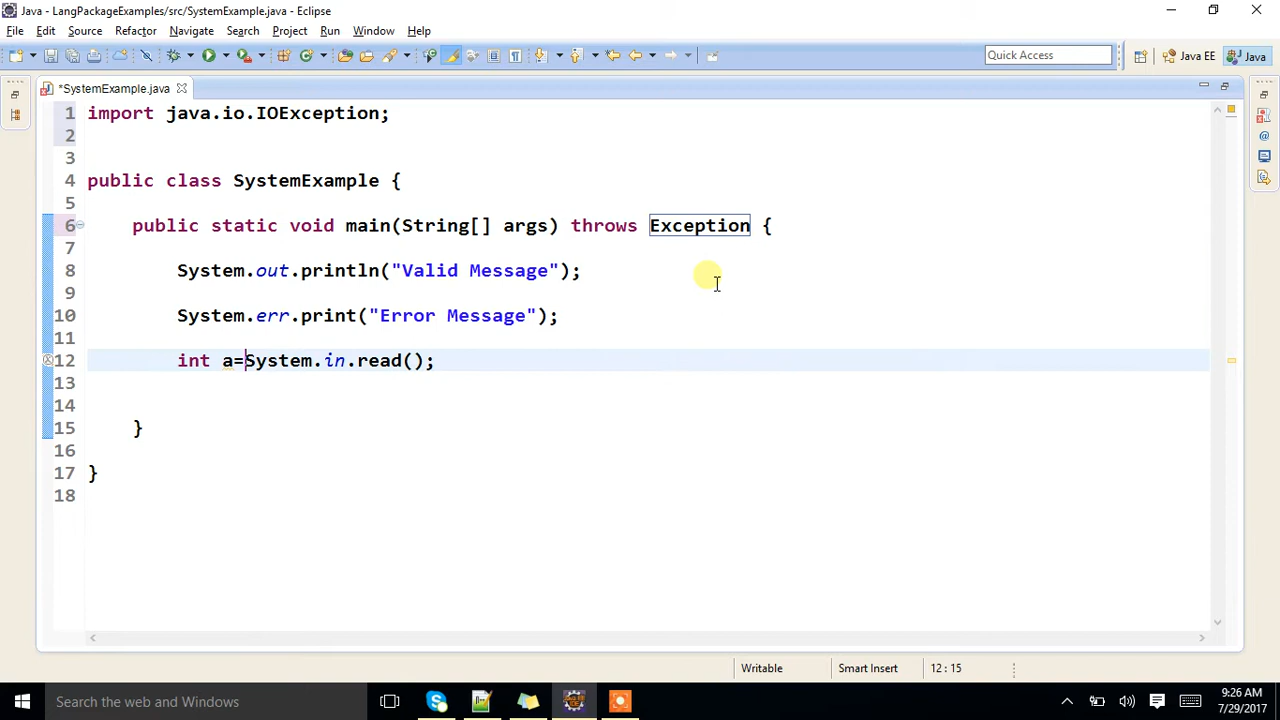 Java - LangPackageExamples/src/SystemExample.java - Eclipse
File Edit Source Refactor Navigate Search Project Run Window Help
Quick Access
Java EE
Java
*SystemExample.java
1 import java.io.IOException;
2
3
4 public class SystemExample {
5
6 public static void main(String[] args) throws Exception {
7
8 System.out.println("Valid Message");
9
10 System.err.print("Error Message");
11
12 int a=System.in.read();
13
14
15 }
16
17 }
18
Writable Smart Insert 12 : 15
Search the web and Windows
9:26 AM
7/29/2017